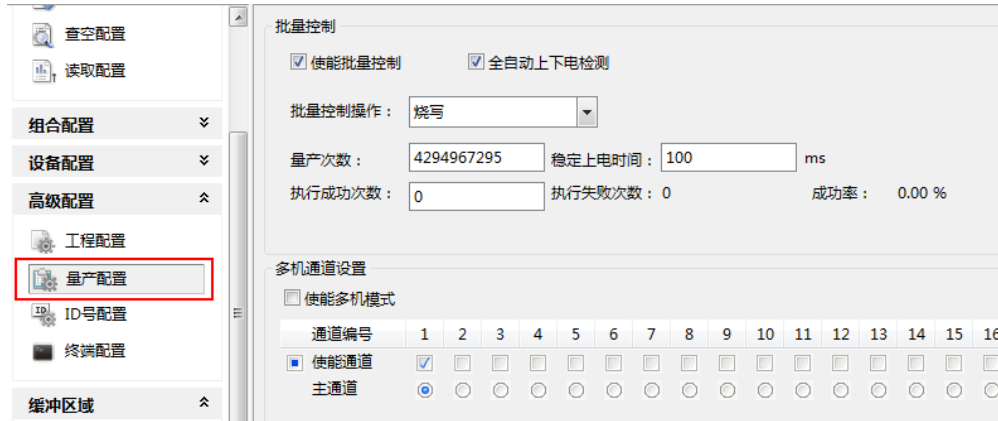 查空配置
读取配置
组合配置
设备配置
高级配置
工程配置
量产配置
ID号配置
终端配置
缓冲区域
批量控制
使能批量控制 全自动上下电检测
批量控制操作： 烧写
量产次数： 4294967295 稳定上电时间： 100 ms
执行成功次数： 0 执行失败次数： 0 成功率： 0.00 %
多机通道设置
使能多机模式
通道编号 1 2 3 4 5 6 7 8 9 10 11 12 13 14 15 16
使能通道
主通道